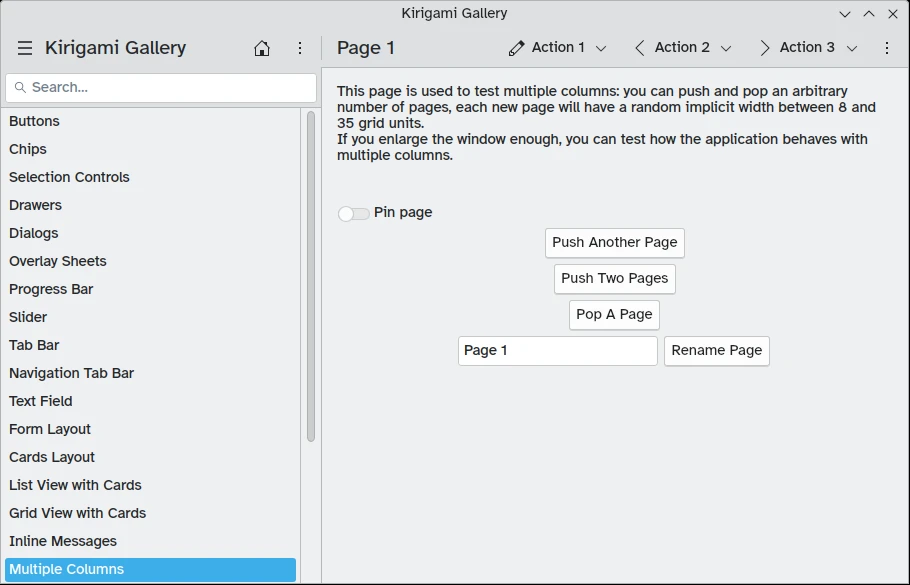 Kirigami Gallery
Kirigami Gallery
Page 1
Action 1
Action 2
Action 3
Search...
Buttons
Chips
Selection Controls
Drawers
Dialogs
Overlay Sheets
Progress Bar
Slider
Tab Bar
Navigation Tab Bar
Text Field
Form Layout
Cards Layout
List View with Cards
Grid View with Cards
Inline Messages
Multiple Columns
This page is used to test multiple columns: you can push and pop an arbitrary
number of pages, each new page will have a random implicit width between 8 and
35 grid units.
If you enlarge the window enough, you can test how the application behaves with
multiple columns.
Pin page
Push Another Page
Push Two Pages
Pop A Page
Page 1
Rename Page